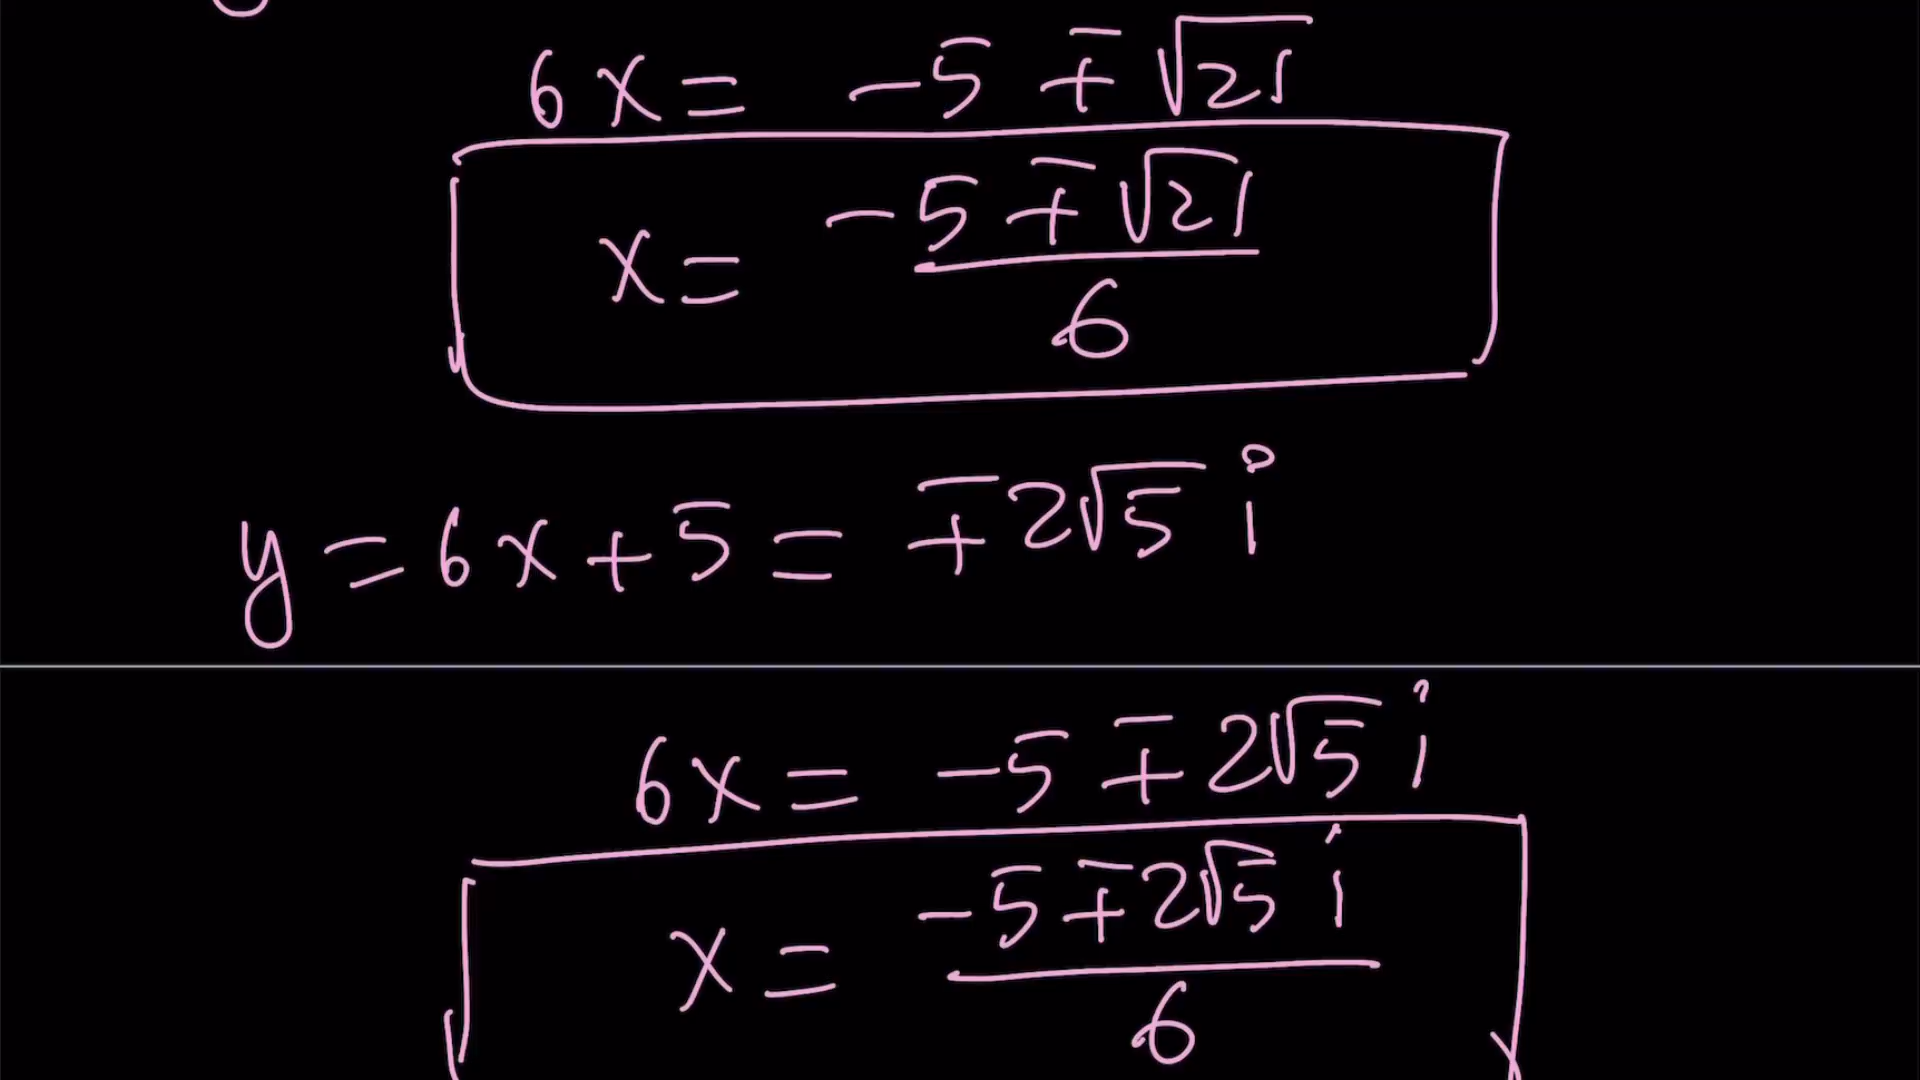 6x = -5 ∓ √21
x = (-5 ∓ √21)/6
y = 6x + 5 = ∓2√5 i
6x = -5 ∓ 2√5 i
x = (-5 ∓ 2√5 i)/6